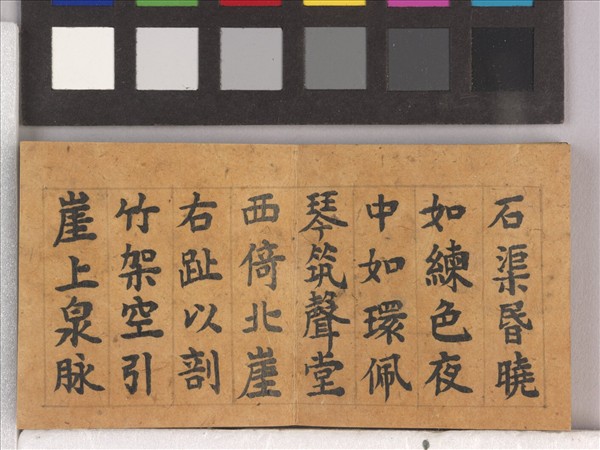 石渠昏曉
如練色夜
中如環佩
琴筑聲堂
西倚北崖
右趾以剖
竹架空引
崖上泉脉